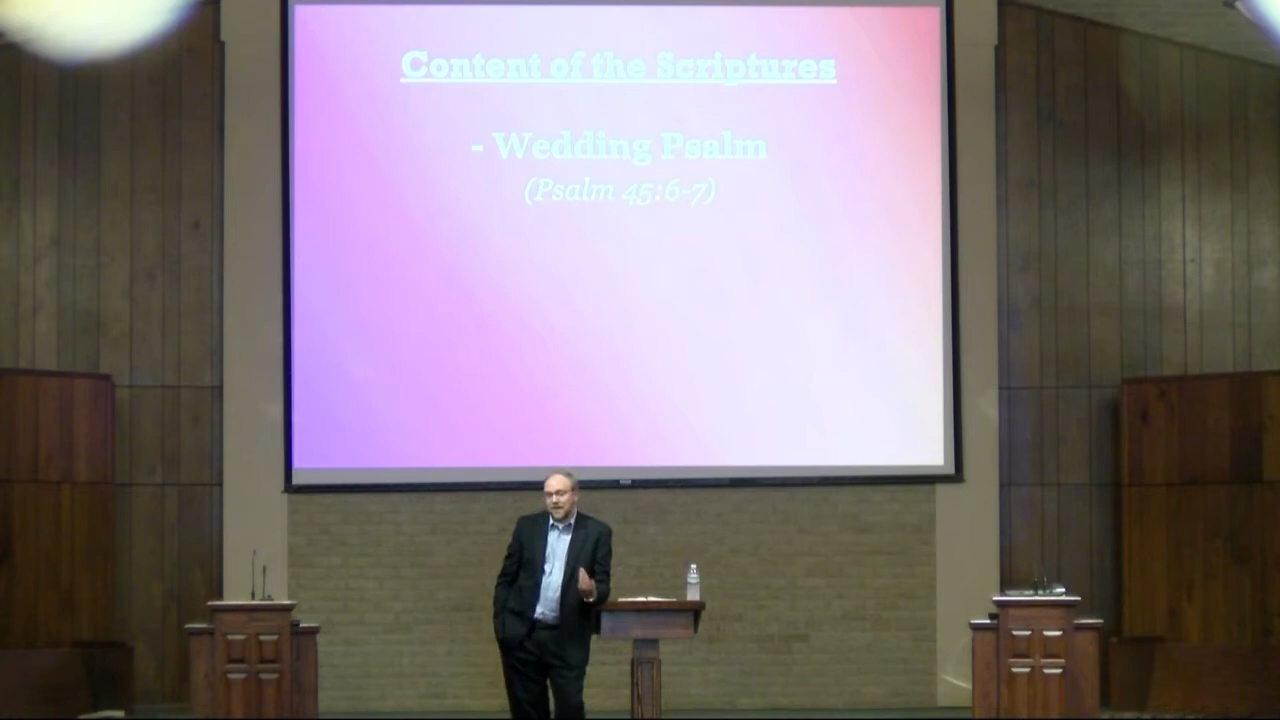 Content of the Scriptures
- Wedding Psalm
(Psalm 45:6-7)